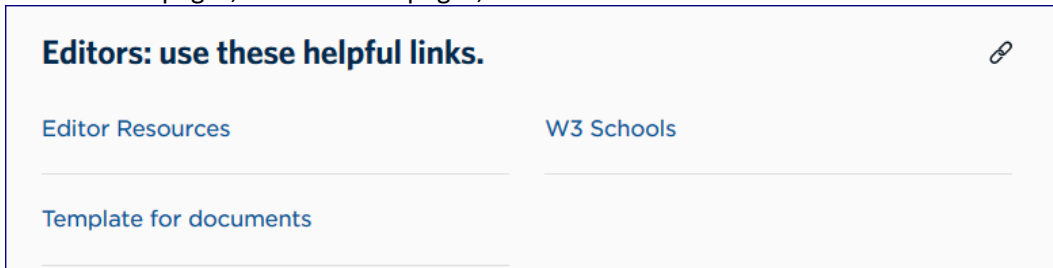 Editors: use these helpful links.
Editor Resources
W3 Schools
Template for documents